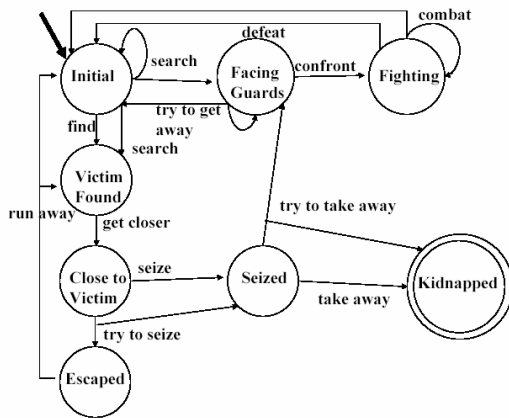 combat
defeat
Initial
search
Facing
Guards
confront
Fighting
find
try to get
away
search
Victim
Found
run away
get closer
try to take away
Close to
Victim
seize
Seized
take away
Kidnapped
try to seize
Escaped